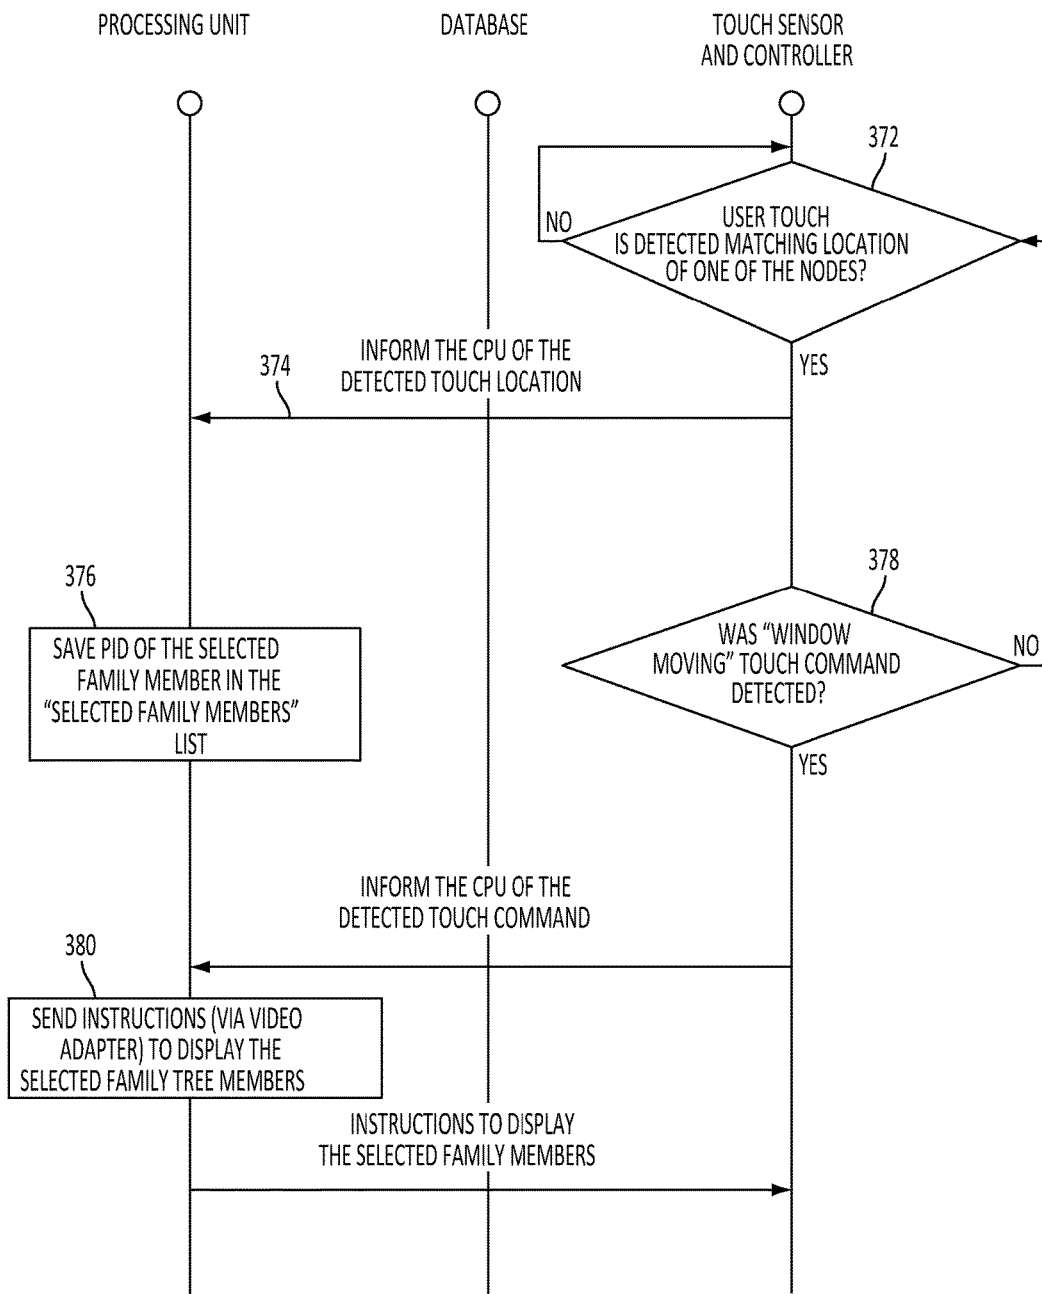 PROCESSING UNIT
DATABASE
TOUCH SENSOR
AND CONTROLLER
372
USER TOUCH
IS DETECTED MATCHING LOCATION
OF ONE OF THE NODES?
NO
YES
INFORM THE CPU OF THE
DETECTED TOUCH LOCATION
374
376
SAVE PID OF THE SELECTED
FAMILY MEMBER IN THE
“SELECTED FAMILY MEMBERS”
LIST
378
WAS “WINDOW
MOVING” TOUCH COMMAND
DETECTED?
NO
YES
INFORM THE CPU OF THE
DETECTED TOUCH COMMAND
380
SEND INSTRUCTIONS (VIA VIDEO
ADAPTER) TO DISPLAY THE
SELECTED FAMILY TREE MEMBERS
INSTRUCTIONS TO DISPLAY
THE SELECTED FAMILY MEMBERS